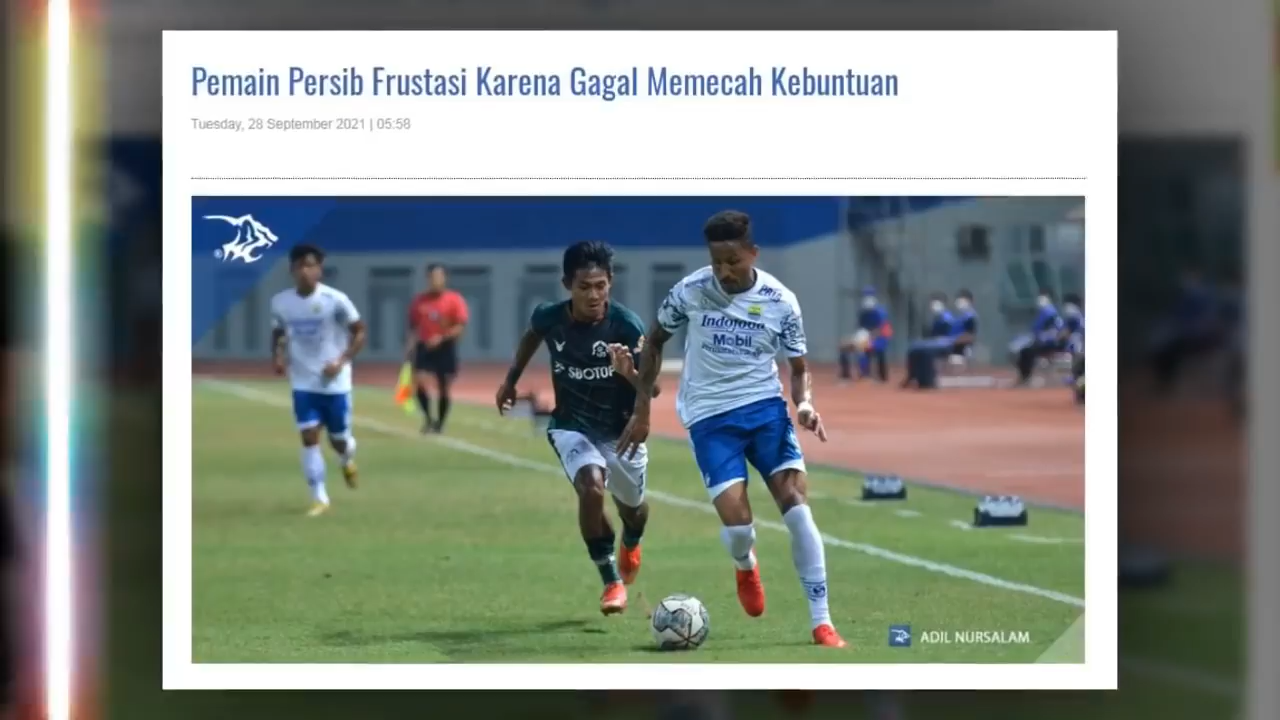 Pemain Persib Frustasi Karena Gagal Memecah Kebuntuan
Tuesday, 28 September 2021 | 05:58
Indofood
Mobil
SBOTOP
ADIL NURSALAM